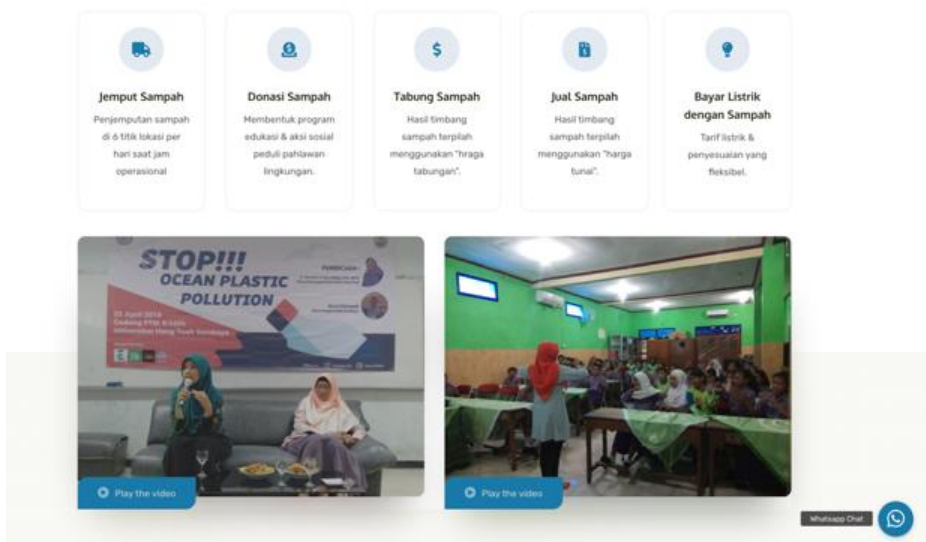 Jemput Sampah
Penjemputan sampah
di 6 titik lokasi per
hari saat jam
operasional
Donasi Sampah
Membentuk program
edukasi & aksi sosial
peduli pahlawan
lingkungan.
Tabung Sampah
Hasil timbang
sampah terpilah
menggunakan "hraga
tabungan".
Jual Sampah
Hasil timbang
sampah terpilah
menggunakan "harga
tunai".
Bayar Listrik
dengan Sampah
Tarif listrik &
penyesuaian yang
fleksibel.
STOP!!!
OCEAN PLASTIC
POLLUTION
Play the video
Play the video
Whatsapp Chat